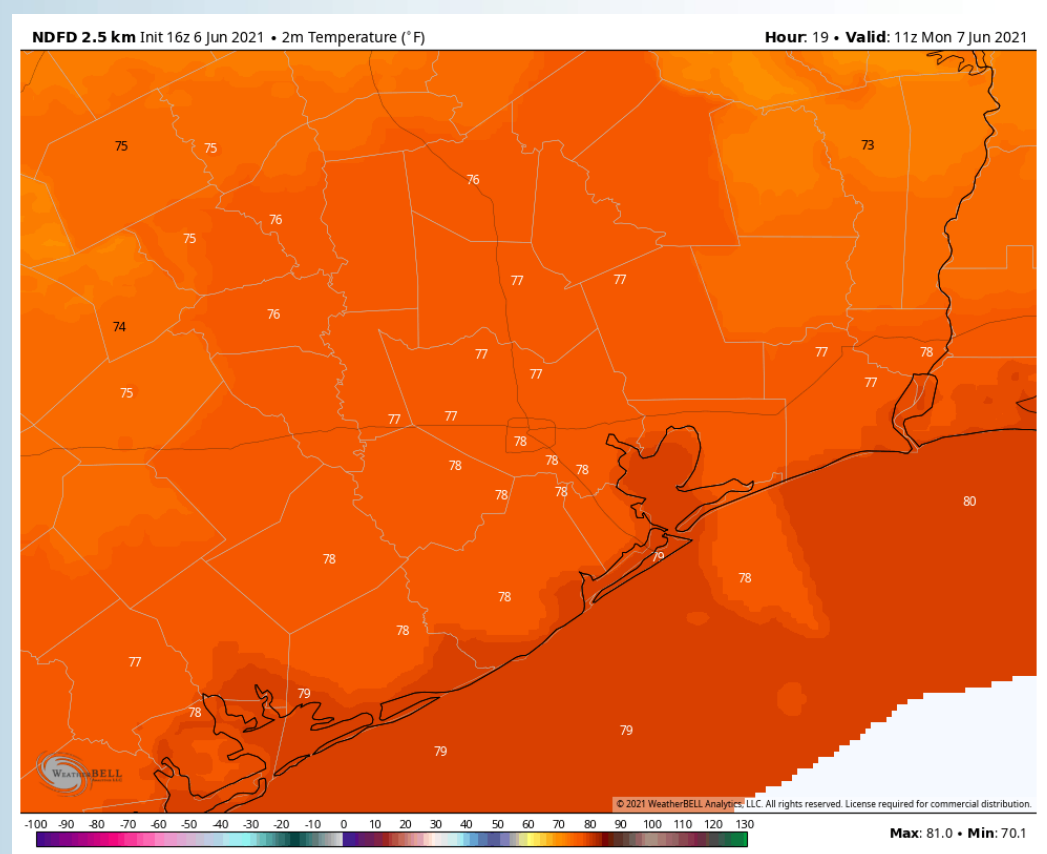 NDFD 2.5 km Init 16z 6 Jun 2021 • 2m Temperature (°F) Hour: 19 • Valid: 11z Mon 7 Jun 2021
75 75 73
76
76
75
77 77
76
74
77 77 78
77 77
75
77 77
78
78 78 78
78 78
80
78 79
78
78
78
77
79
78
79
79
WEATHERBELL
© 2021 WeatherBELL Analytics, LLC. All rights reserved. License required for commercial distribution.
-100 -90 -80 -70 -60 -50 -40 -30 -20 -10 0 10 20 30 40 50 60 70 80 90 100 110 120 130
Max: 81.0 • Min: 70.1